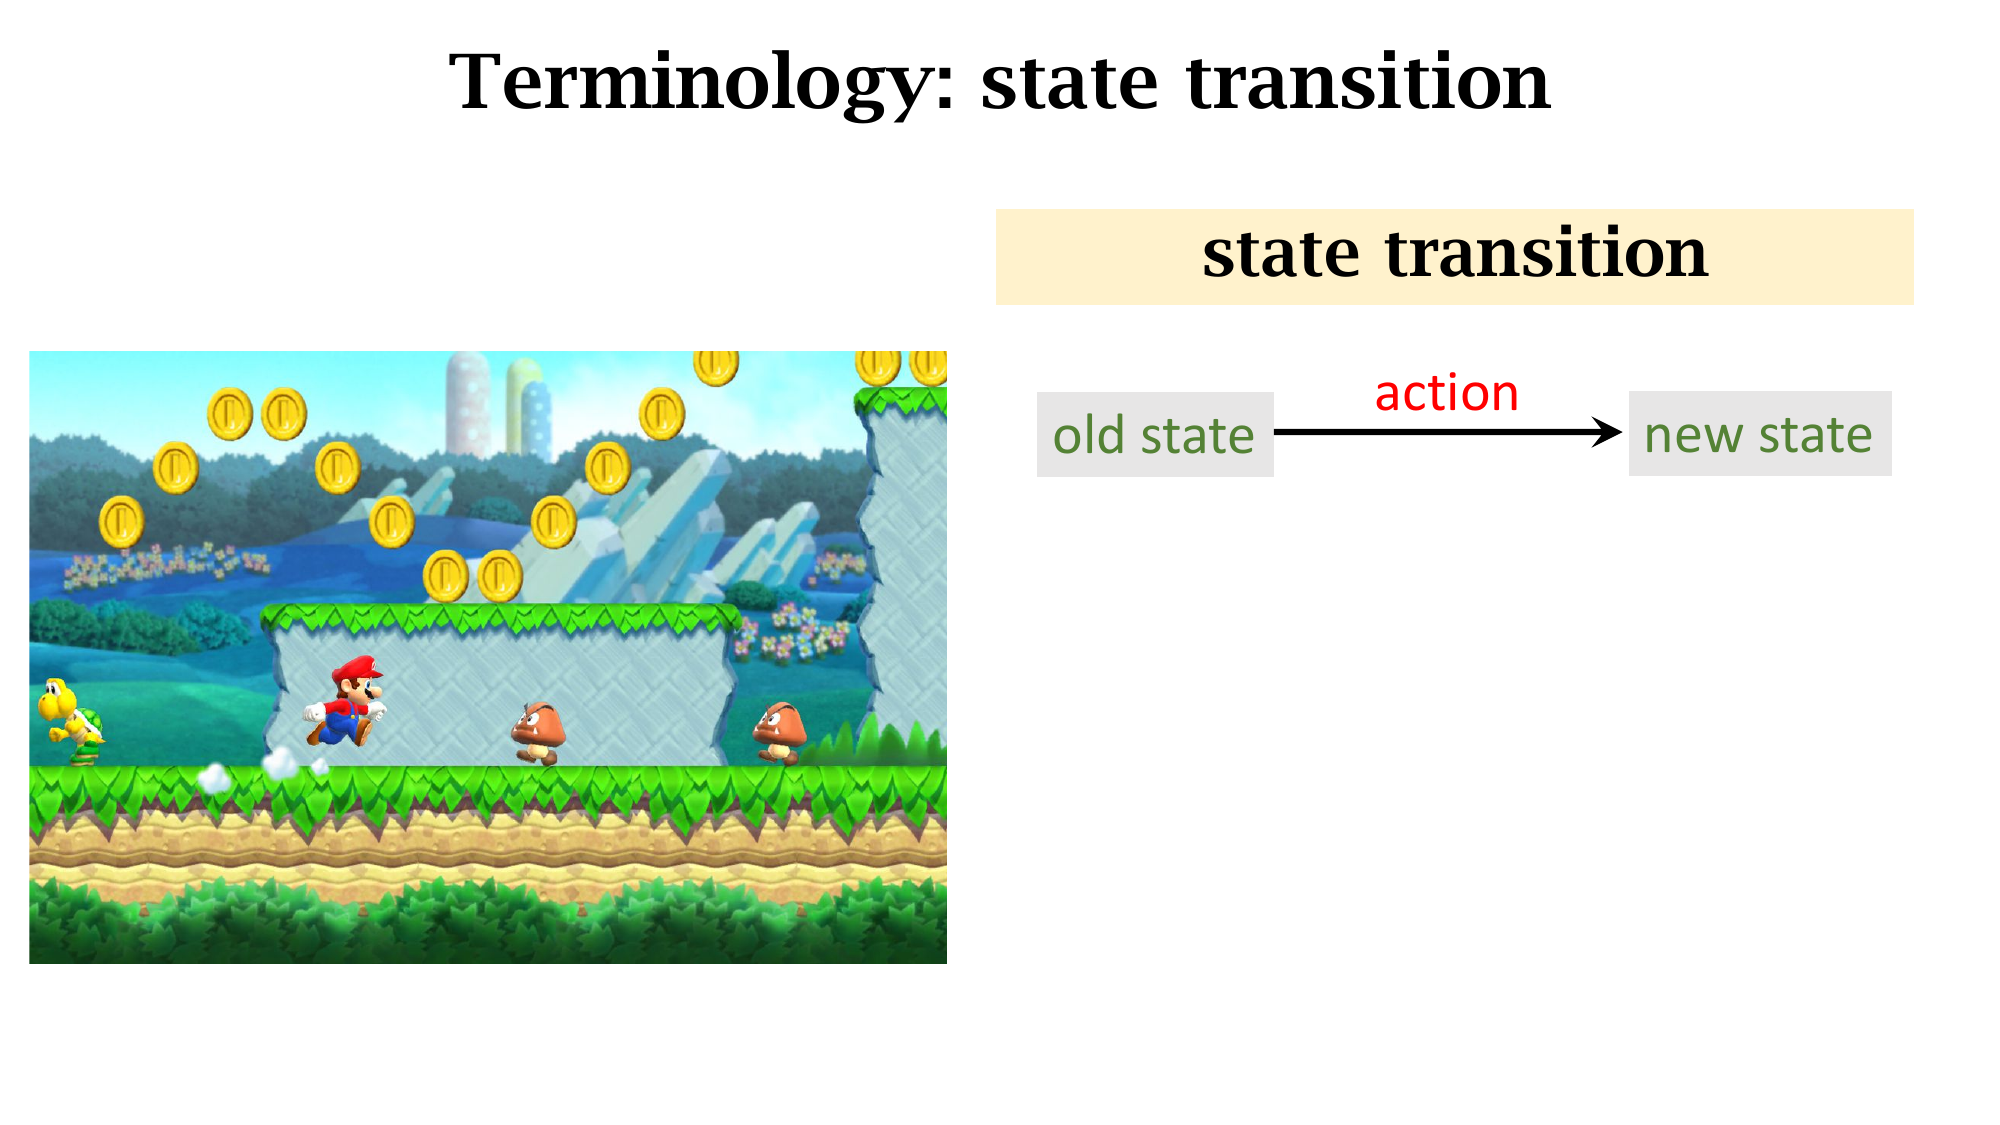 Terminology: state transition
state transition
action
old state
new state